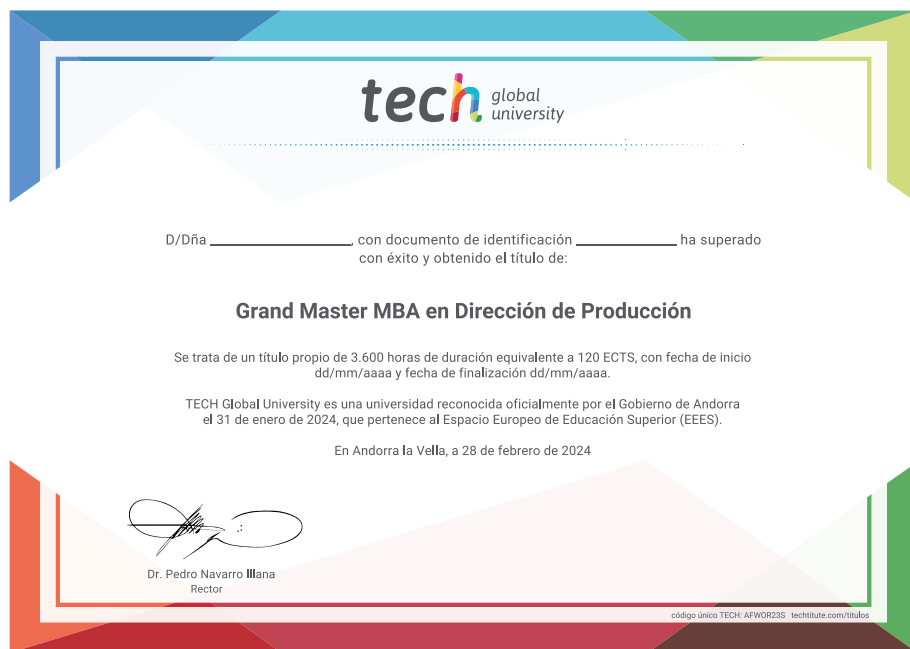 tech global
university
D/Dña ______________, con documento de identificación __________ ha superado
con éxito y obtenido el título de:
Grand Master MBA en Dirección de Producción
Se trata de un título propio de 3.600 horas de duración equivalente a 120 ECTS, con fecha de inicio
dd/mm/aaaa y fecha de finalización dd/mm/aaaa.
TECH Global University es una universidad reconocida oficialmente por el Gobierno de Andorra
el 31 de enero de 2024, que pertenece al Espacio Europeo de Educación Superior (EEES).
En Andorra la Vella, a 28 de febrero de 2024
Dr. Pedro Navarro Illana
Rector
código único TECH: AFWOR23S techtitute.com/titulos